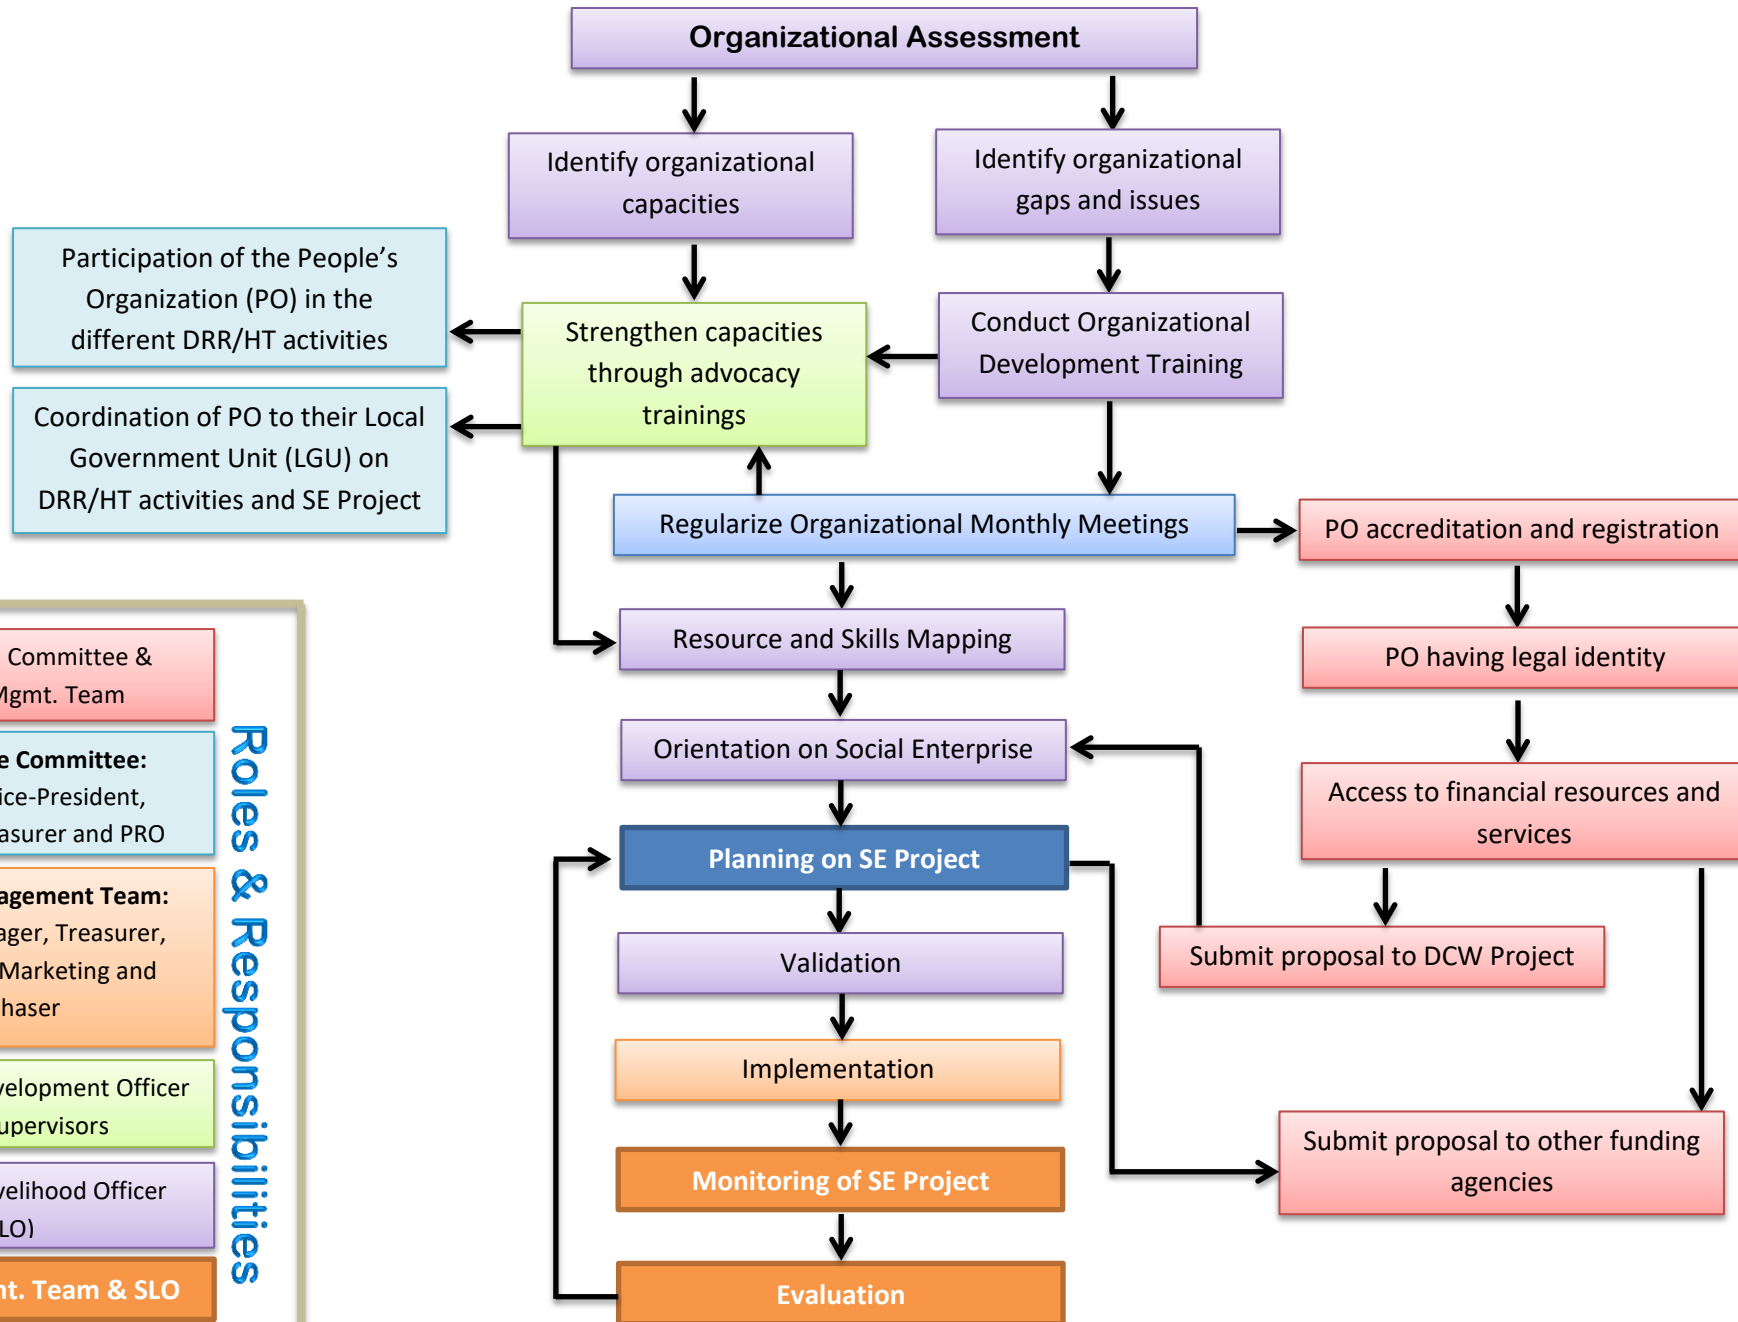 Organizational Assessment
Identify organizational
capacities
Identify organizational
gaps and issues
Participation of the People’s
Organization (PO) in the
different DRR/HT activities
Strengthen capacities
through advocacy
trainings
Conduct Organizational
Development Training
Coordination of PO to their Local
Government Unit (LGU) on
DRR/HT activities and SE Project
Regularize Organizational Monthly Meetings
PO accreditation and registration
Resource and Skills Mapping
PO having legal identity
Orientation on Social Enterprise
Access to financial resources and
services
Planning on SE Project
Validation
Submit proposal to DCW Project
Implementation
Monitoring of SE Project
Submit proposal to other funding
agencies
Evaluation
Committee &
Mgmt. Team
Committee:
ice-President,
asurer and PRO
agement Team:
ager, Treasurer,
Marketing and
haser
velopment Officer
upervisors
velihood Officer
LO)
nt. Team & SLO
Roles & Responsibilities